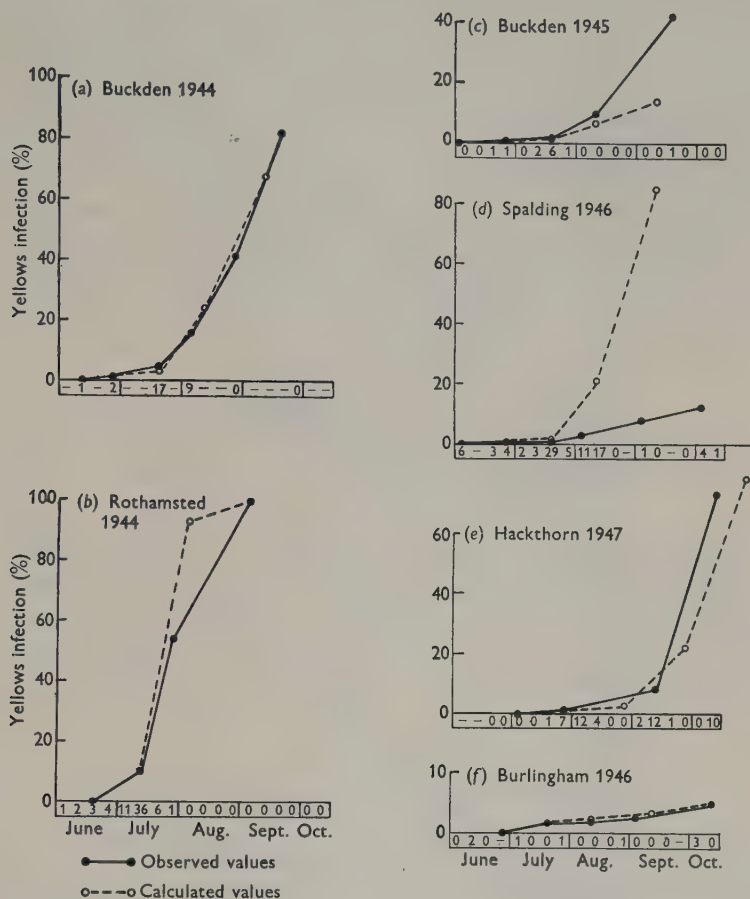 Yellows infection (%)
(a) Buckden 1944
100
80
60
40
20
0
– 1 – 2 – – 17 – 9 – – 0 – – – 0 – –
Yellows infection (%)
(b) Rothamsted
1944
100
80
60
40
20
0
1 2 3 4 11 36 6 1 0 0 0 0 0 0 0 0 0 0
June July Aug. Sept. Oct.
Observed values
Calculated values
(c) Buckden 1945
40
20
0
0 0 1 1 0 2 6 1 0 0 0 0 0 0 1 0 0 0
(d) Spalding 1946
80
60
40
20
0
6 – 3 4 2 3 29 5 11 17 0 – 1 0 – 0 4 1
(e) Hackthorn 1947
60
40
20
0
– – 0 0 0 0 1 7 12 4 0 0 2 12 1 0 0 10
(f) Burlingham 1946
10
0
0 2 0 – 1 0 0 1 0 0 0 1 0 0 0 – 3 0
June July Aug. Sept. Oct.